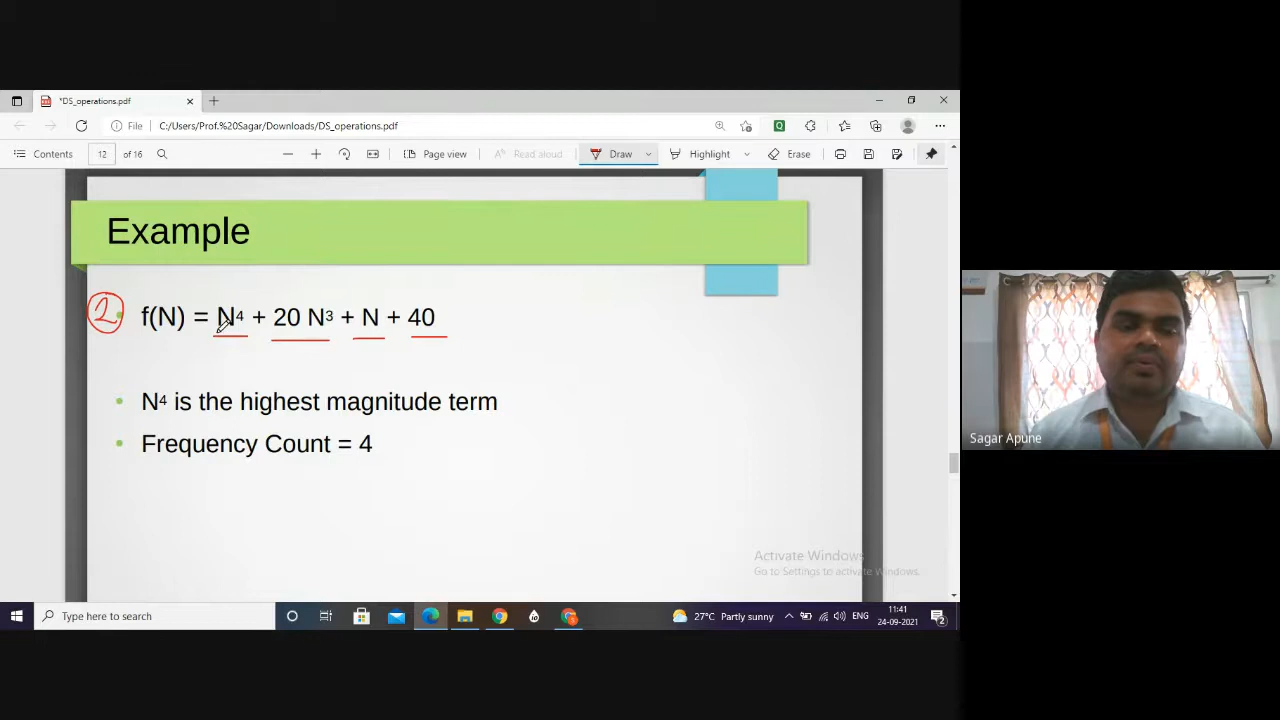 *DS_operations.pdf
File C:/Users/Prof.%20Sagar/Downloads/DS_operations.pdf
Contents 12 of 16 Page view Read aloud Draw Highlight Erase
Example
2 f(N) = N⁴ + 20 N³ + N + 40
N⁴ is the highest magnitude term
Frequency Count = 4
Sagar Apune
Activate Windows
Go to Settings to activate Windows.
Type here to search 27°C Partly sunny ENG 11:41
24-09-2021 2